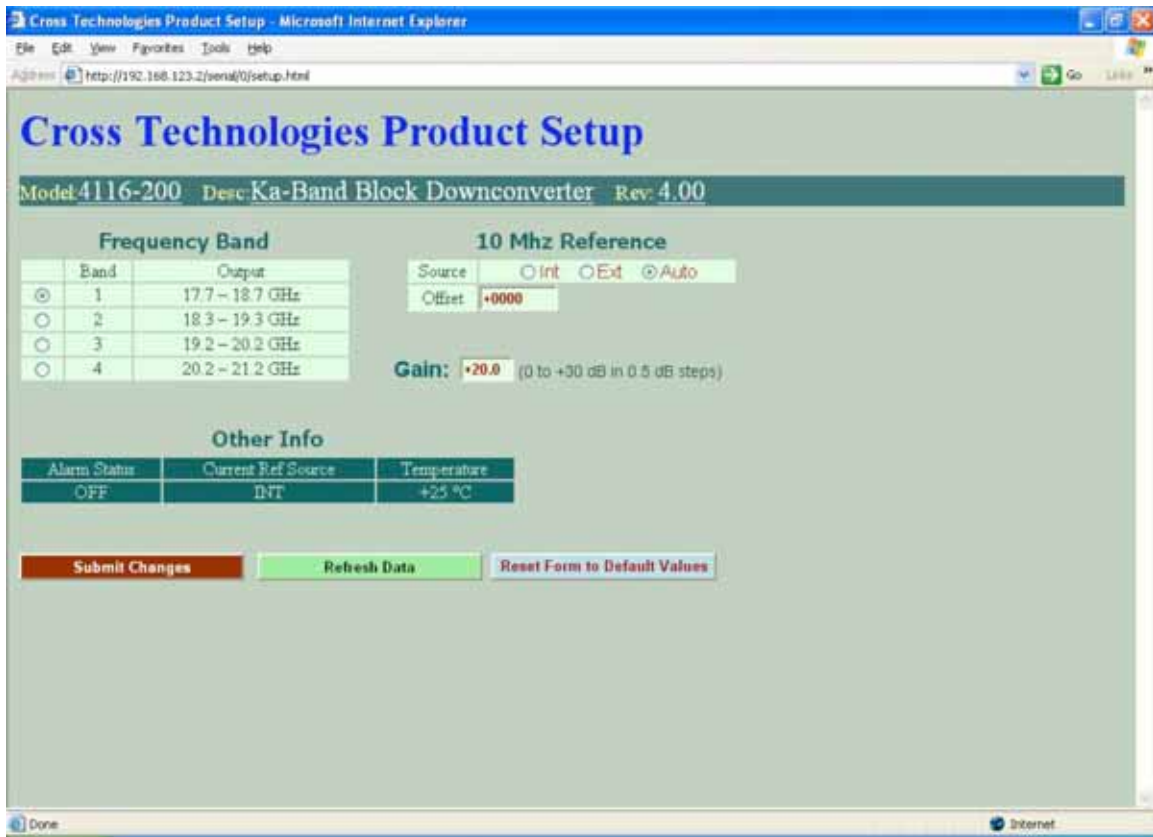 Cross Technologies Product Setup - Microsoft Internet Explorer
File Edit View Favorites Tools Help
Address http://192.168.123.2/serial/0/setup.html Go Links »
Cross Technologies Product Setup
Model:4116-200 Desc:Ka-Band Block Downconverter Rev: 4.00
Frequency Band
Band Output
1 17.7 – 18.7 GHz
2 18.3 – 19.3 GHz
3 19.2 – 20.2 GHz
4 20.2 – 21.2 GHz
10 Mhz Reference
Source Int Ext Auto
Offset +0000
Gain: +20.0 (0 to +30 dB in 0.5 dB steps)
Other Info
Alarm Status Current Ref Source Temperature
OFF INT +25 °C
Submit Changes Refresh Data Reset Form to Default Values
Done Internet